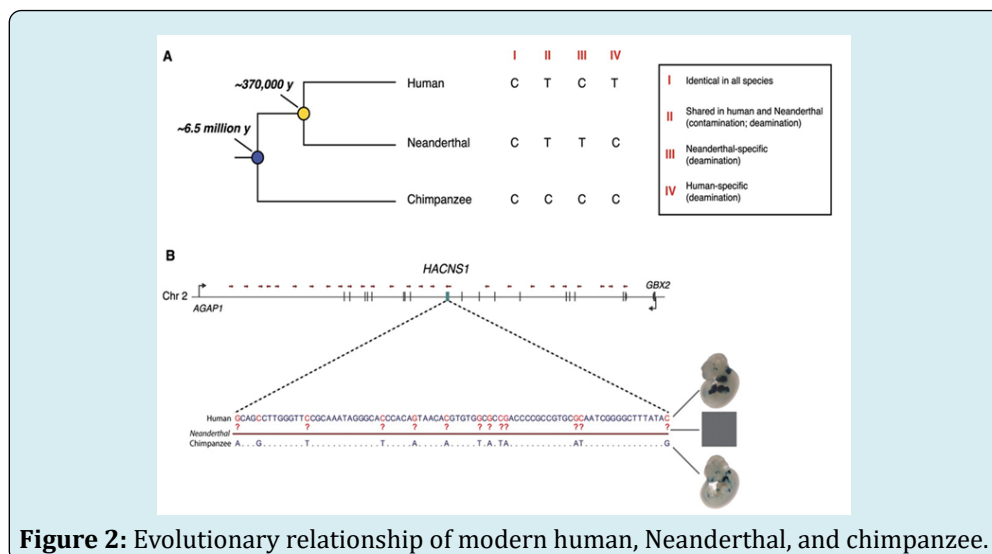 A
I II III IV
~370,000 y
Human C T C T
~6.5 million y
Neanderthal C T T C
Chimpanzee C C C C
I Identical in all species
II Shared in human and Neanderthal
(contamination; deamination)
III Neanderthal-specific
(deamination)
IV Human-specific
(deamination)
B
HACNS1
GBX2
Chr 2
AGAP1
Human GCAGCCTTGGGTTCCGCAAATAGGGCACCCACAGTAACACGTGTGGCGCCGACCCCGCCGTGCGCAATCGGGGCTTTATAC
? ? ? ? ? ? ? ? ?? ?? ?
Neanderthal
Chimpanzee A...G........T.............T.....A.....A.....T.A.TA............AT...............G
Figure 2: Evolutionary relationship of modern human, Neanderthal, and chimpanzee.